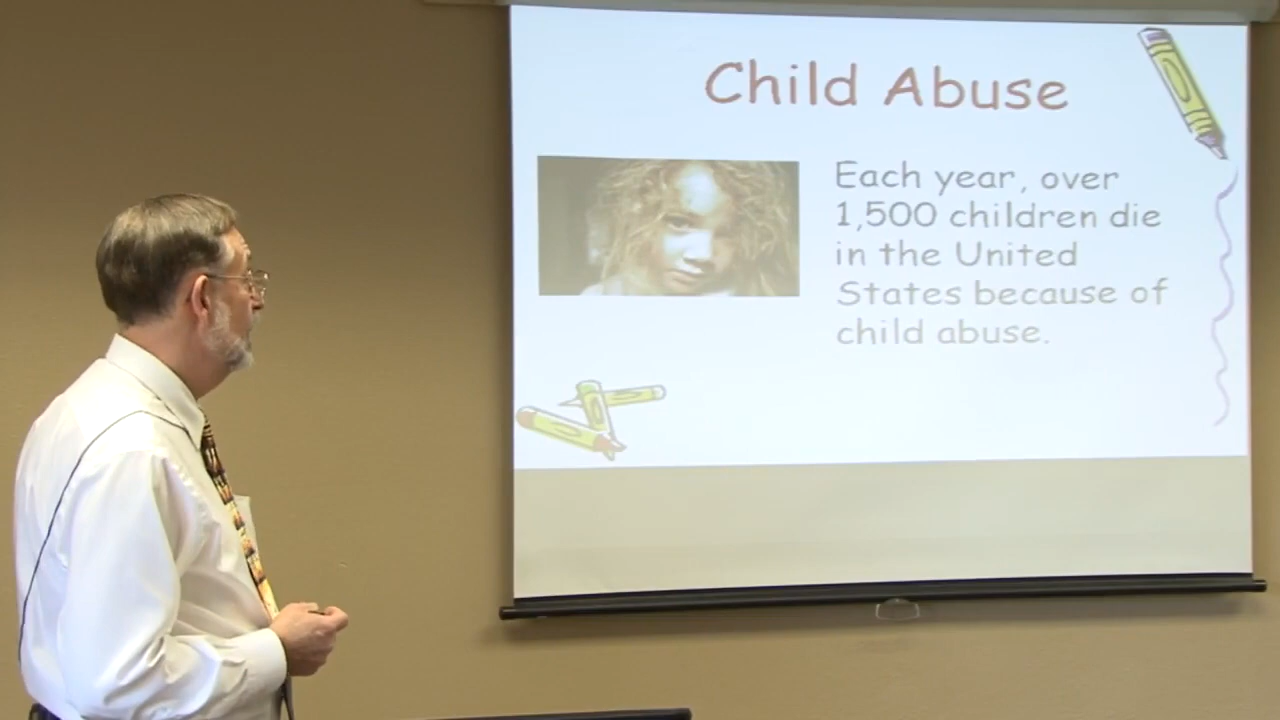 Child Abuse
Each year, over
1,500 children die
in the United
States because of
child abuse.